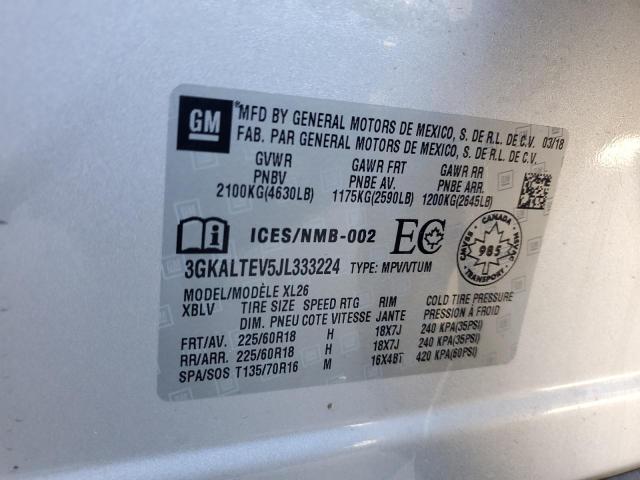 GM
*MFD BY GENERAL MOTORS DE MEXICO, S. DE R.L. DE C.V. 03/18
FAB. PAR GENERAL MOTORS DE MEXICO, S. DE R.L. DE C.V.
GVWR GAWR FRT GAWR RR
PNBV PNBE AV. PNBE ARR.
2100KG(4630LB) 1175KG(2590LB) 1200KG(2645LB)
ICES/NMB-002 EC
CANADA
CMVSS NSVAC
985
3GKALTEV5JL333224 TYPE: MPV/VTUM
MODEL/MODÈLE XL26
XBLV TIRE SIZE SPEED RTG RIM COLD TIRE PRESSURE
DIM. PNEU COTE VITESSE JANTE PRESSION À FROID
FRT/AV. 225/60R18 H 18X7J 240 KPA(35PSI)
RR/ARR. 225/60R18 H 18X7J 240 KPA(35PSI)
SPA/SOS T135/70R16 M 16X4BT 420 KPA(60PSI)